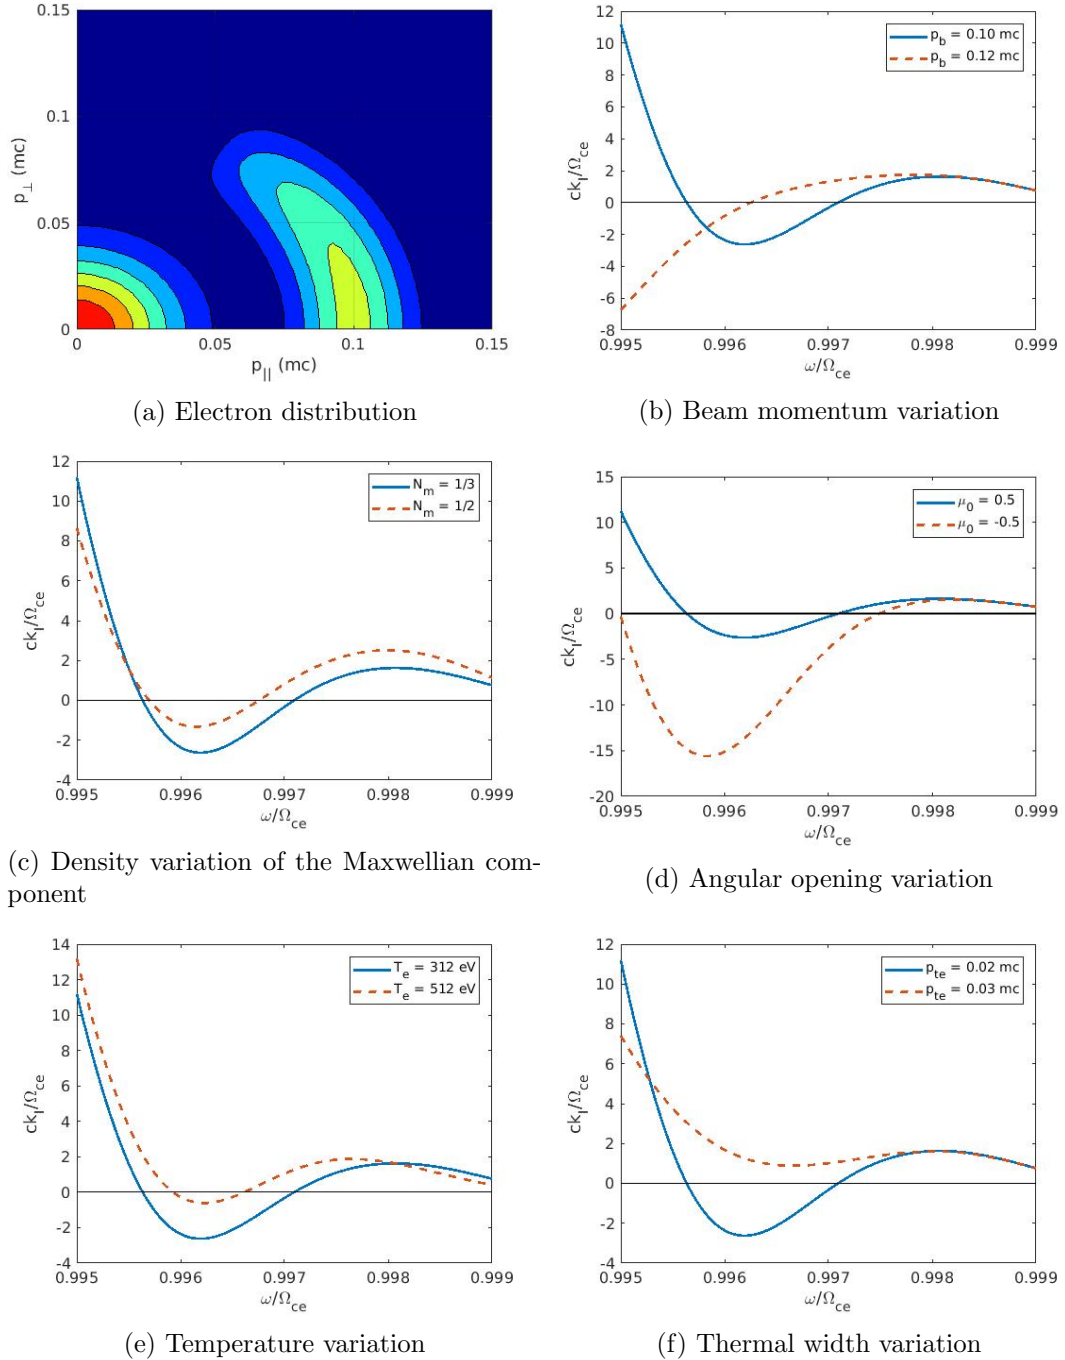 0.15
0.1
0.05
0
p⊥ (mc)
0 0.05 0.1 0.15
p|| (mc)
(a) Electron distribution
12
10
8
6
4
2
0
-2
-4
-6
-8
ck_I/Ω_ce
p_b = 0.10 mc
p_b = 0.12 mc
0.995 0.996 0.997 0.998 0.999
ω/Ω_ce
(b) Beam momentum variation
12
10
8
6
4
2
0
-2
-4
ck_I/Ω_ce
N_m = 1/3
N_m = 1/2
0.995 0.996 0.997 0.998 0.999
ω/Ω_ce
(c) Density variation of the Maxwellian com-
ponent
15
10
5
0
-5
-10
-15
-20
ck_I/Ω_ce
μ_0 = 0.5
μ_0 = -0.5
0.995 0.996 0.997 0.998 0.999
ω/Ω_ce
(d) Angular opening variation
14
12
10
8
6
4
2
0
-2
-4
ck_I/Ω_ce
T_e = 312 eV
T_e = 512 eV
0.995 0.996 0.997 0.998 0.999
ω/Ω_ce
(e) Temperature variation
12
10
8
6
4
2
0
-2
-4
ck_I/Ω_ce
p_te = 0.02 mc
p_te = 0.03 mc
0.995 0.996 0.997 0.998 0.999
ω/Ω_ce
(f) Thermal width variation